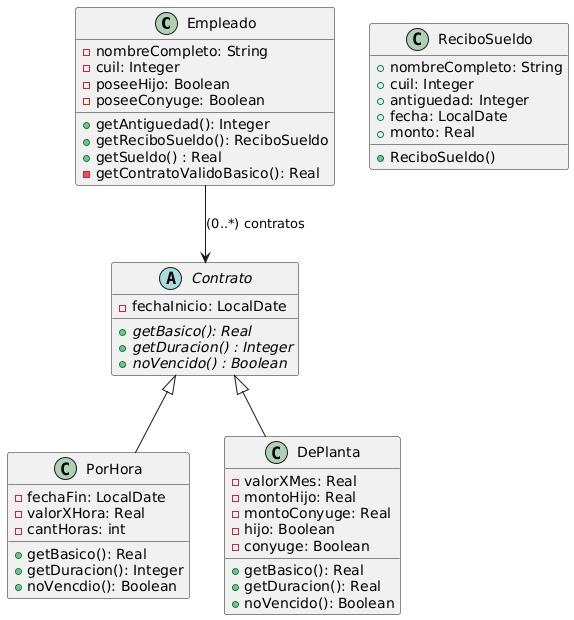 C Empleado
nombreCompleto: String
cuil: Integer
poseeHijo: Boolean
poseeConyuge: Boolean
getAntiguedad(): Integer
getReciboSueldo(): ReciboSueldo
getSueldo() : Real
getContratoValidoBasico(): Real
C ReciboSueldo
nombreCompleto: String
cuil: Integer
antiguedad: Integer
fecha: LocalDate
monto: Real
ReciboSueldo()
(0..*) contratos
A Contrato
fechaInicio: LocalDate
getBasico(): Real
getDuracion() : Integer
noVencido() : Boolean
C PorHora
fechaFin: LocalDate
valorXHora: Real
cantHoras: int
getBasico(): Real
getDuracion(): Integer
noVencdio(): Boolean
C DePlanta
valorXMes: Real
montoHijo: Real
montoConyuge: Real
hijo: Boolean
conyuge: Boolean
getBasico(): Real
getDuracion(): Real
noVencido(): Boolean